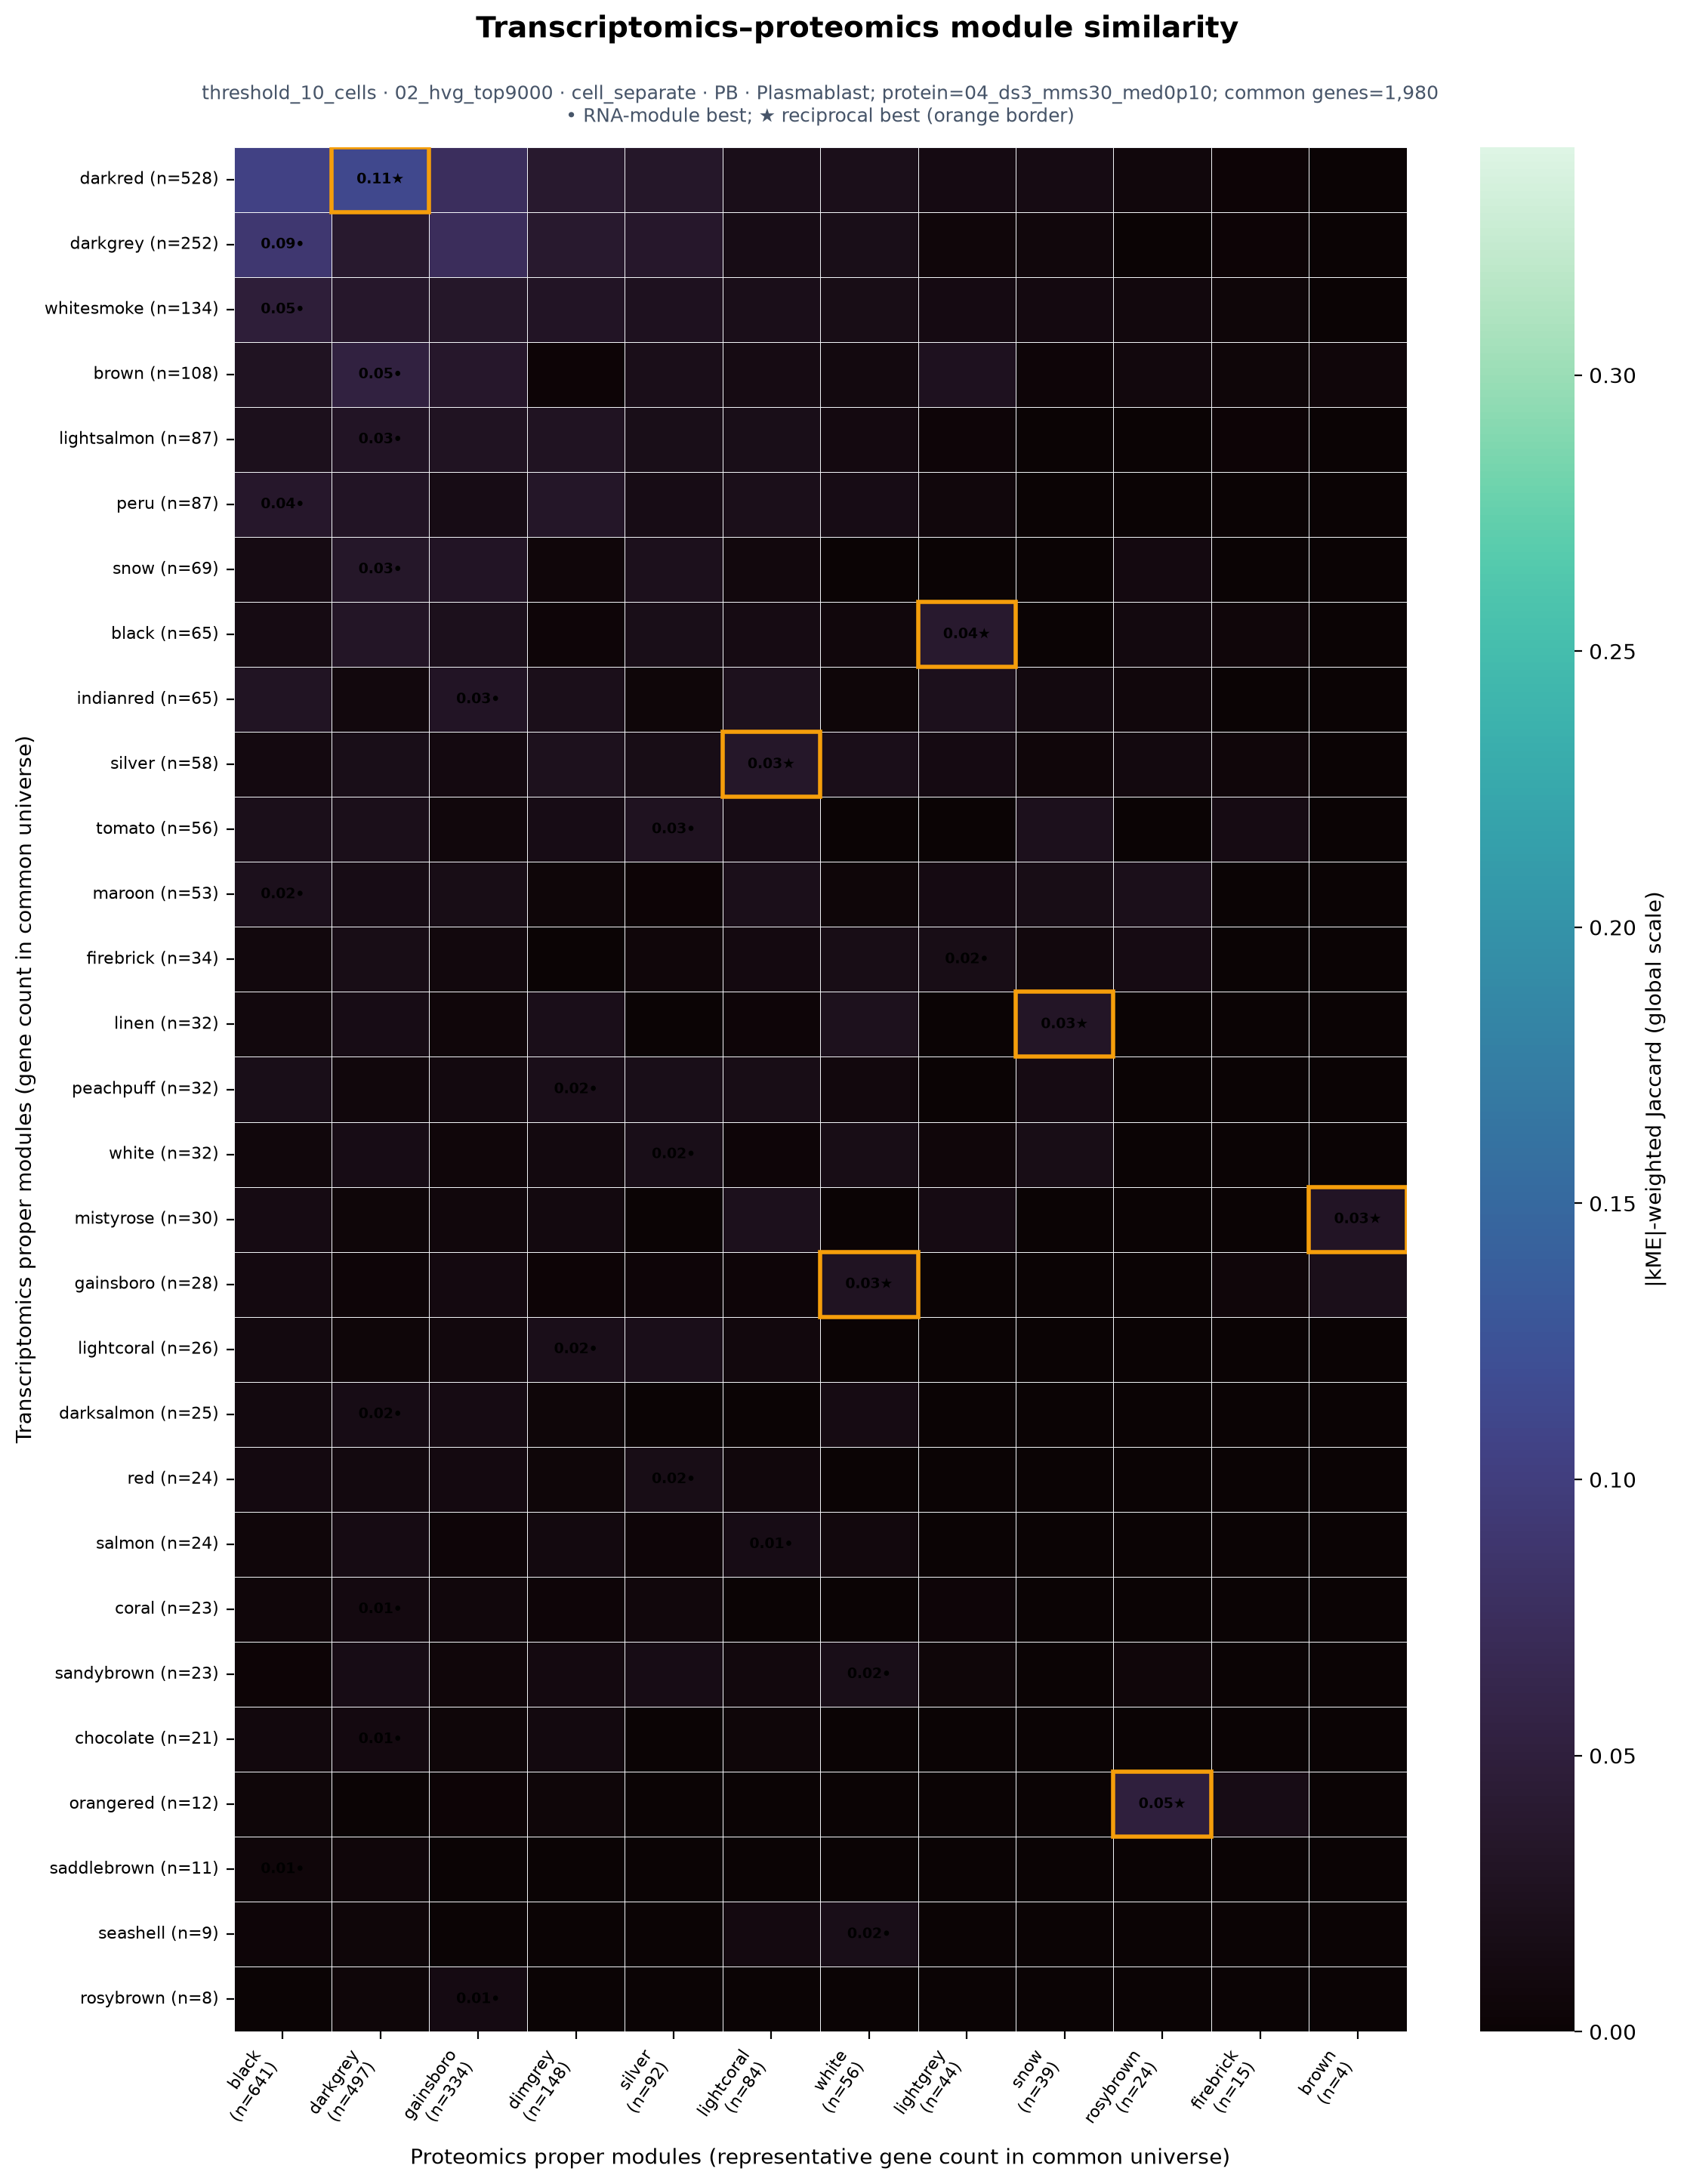 Transcriptomics–proteomics module similarity
threshold_10_cells · 02_hvg_top9000 · cell_separate · PB · Plasmablast; protein=04_ds3_mms30_med0p10; common genes=1,980
• RNA-module best; ★ reciprocal best (orange border)
Transcriptomics proper modules (gene count in common universe)
darkred (n=528)
0.11★
darkgrey (n=252)
0.09•
whitesmoke (n=134)
0.05•
brown (n=108)
0.05•
lightsalmon (n=87)
0.03•
peru (n=87)
0.04•
snow (n=69)
0.03•
black (n=65)
0.04★
indianred (n=65)
0.03•
silver (n=58)
0.03★
tomato (n=56)
0.03•
maroon (n=53)
0.02•
firebrick (n=34)
0.02•
linen (n=32)
0.03★
peachpuff (n=32)
0.02•
white (n=32)
0.02•
mistyrose (n=30)
0.03★
gainsboro (n=28)
0.03★
lightcoral (n=26)
0.02•
darksalmon (n=25)
0.02•
red (n=24)
0.02•
salmon (n=24)
0.01•
coral (n=23)
0.01•
sandybrown (n=23)
0.02•
chocolate (n=21)
0.01•
orangered (n=12)
0.05★
saddlebrown (n=11)
0.01•
seashell (n=9)
0.02•
rosybrown (n=8)
0.01•
black
(n=641)
darkgrey
(n=497)
gainsboro
(n=334)
dimgrey
(n=148)
silver
(n=92)
lightcoral
(n=84)
white
(n=56)
lightgrey
(n=44)
snow
(n=39)
rosybrown
(n=24)
firebrick
(n=15)
brown
(n=4)
Proteomics proper modules (representative gene count in common universe)
0.30
0.25
0.20
0.15
0.10
0.05
0.00
|kME|-weighted Jaccard (global scale)